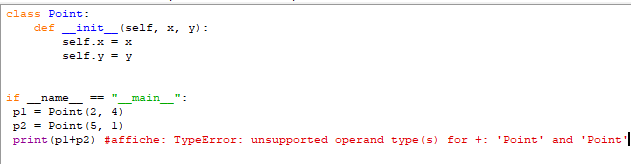 class Point:
    def __init__(self, x, y):
        self.x = x
        self.y = y
if __name__ == "__main__":
 p1 = Point(2, 4)
 p2 = Point(5, 1)
 print(p1+p2) #affiche: TypeError: unsupported operand type(s) for +: 'Point' and 'Point'